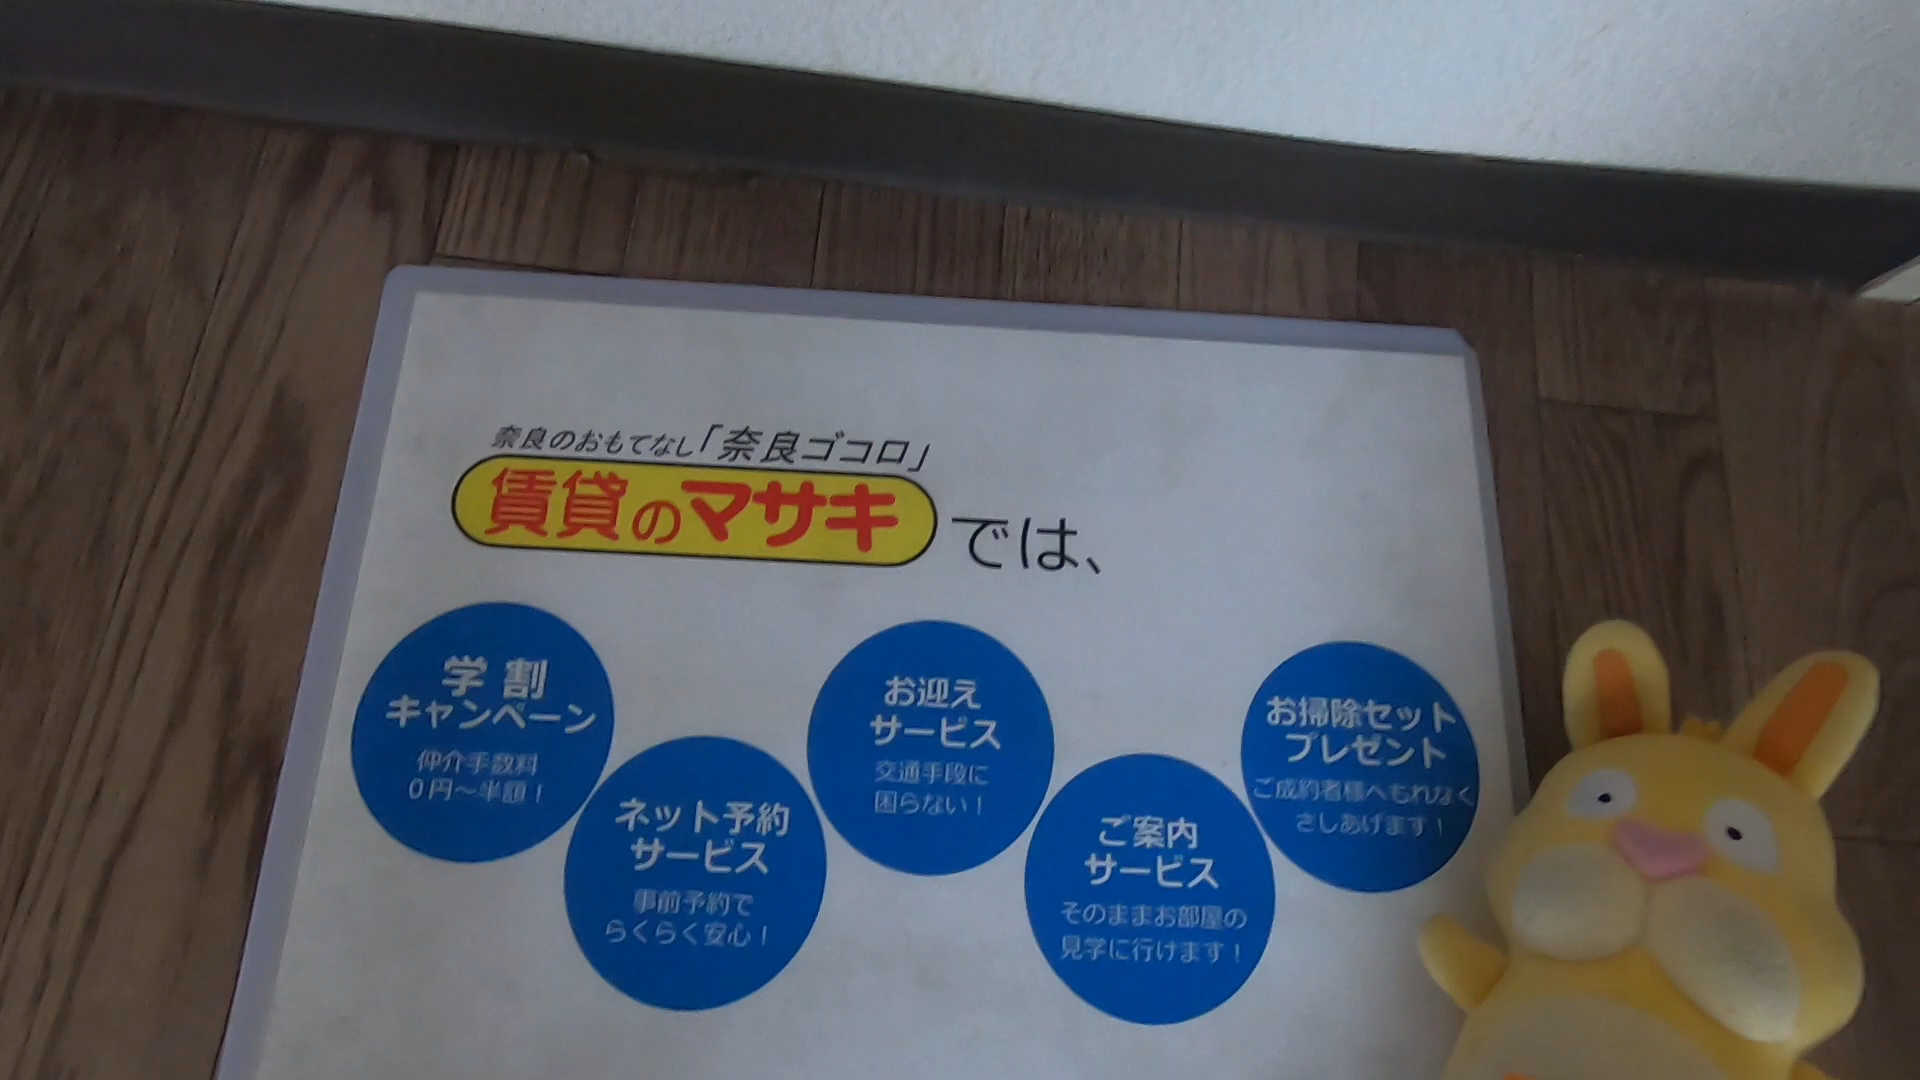 奈良のおもてなし「奈良ゴコロ」
賃貸のマサキでは、
学割
キャンペーン
仲介手数料
0円～半額！
ネット予約
サービス
事前予約で
らくらく安心！
お迎え
サービス
交通手段に
困らない！
ご案内
サービス
そのままお部屋の
見学に行けます！
お掃除セット
プレゼント
ご成約者様へもれなく
さしあげます！